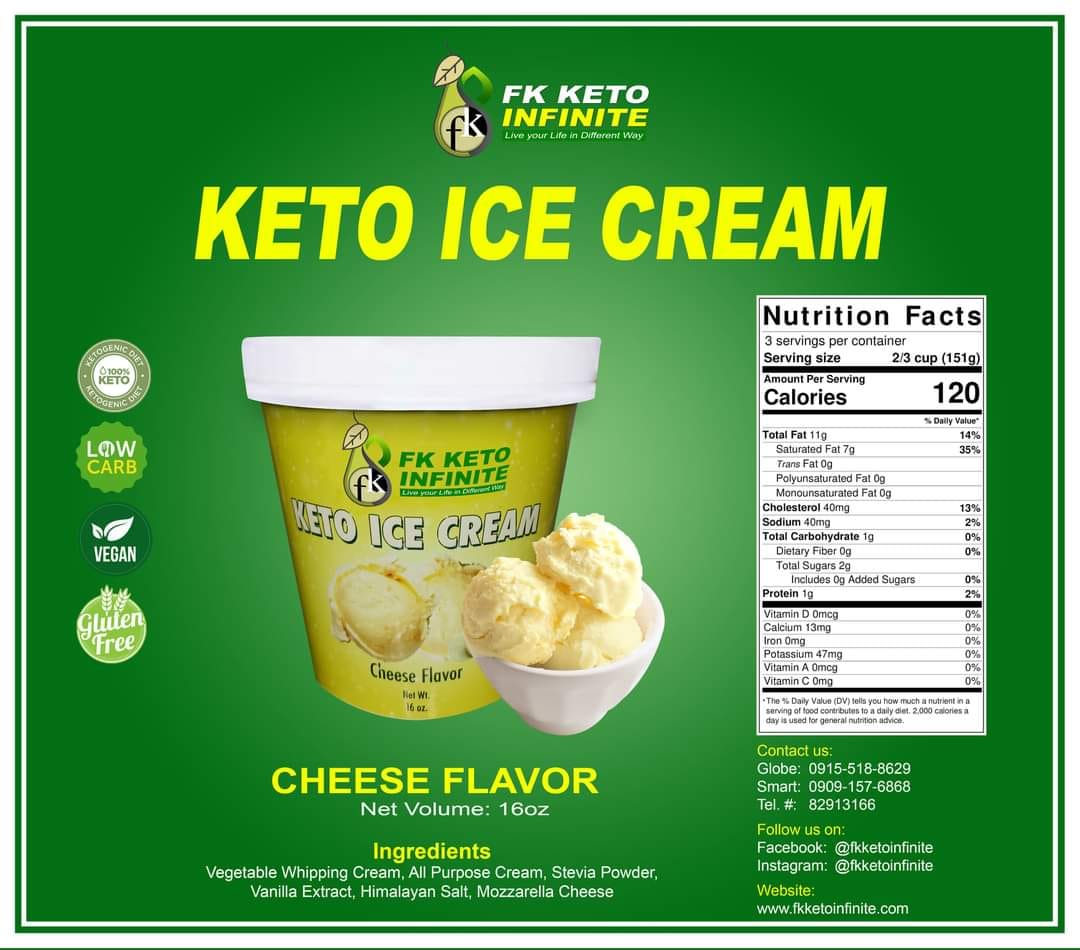 fk
FK KETO
INFINITE
Live your Life in Different Way
KETO ICE CREAM
KETOGENIC DIET
100%
KETO
KETOGENIC DIET
LOW
CARB
VEGAN
Gluten
Free
fk
FK KETO
INFINITE
Live your Life in Different Way
KETO ICE CREAM
Cheese Flavor
Net Wt.
16 oz.
Nutrition Facts
3 servings per container
Serving size 2/3 cup (151g)
Amount Per Serving
Calories 120
% Daily Value*
Total Fat 11g 14%
Saturated Fat 7g 35%
Trans Fat 0g
Polyunsaturated Fat 0g
Monounsaturated Fat 0g
Cholesterol 40mg 13%
Sodium 40mg 2%
Total Carbohydrate 1g 0%
Dietary Fiber 0g 0%
Total Sugars 2g
Includes 0g Added Sugars 0%
Protein 1g 2%
Vitamin D 0mcg 0%
Calcium 13mg 0%
Iron 0mg 0%
Potassium 47mg 0%
Vitamin A 0mcg 0%
Vitamin C 0mg 0%
*The % Daily Value (DV) tells you how much a nutrient in a
serving of food contributes to a daily diet. 2,000 calories a
day is used for general nutrition advice.
CHEESE FLAVOR
Net Volume: 16oz
Ingredients
Vegetable Whipping Cream, All Purpose Cream, Stevia Powder,
Vanilla Extract, Himalayan Salt, Mozzarella Cheese
Contact us:
Globe: 0915-518-8629
Smart: 0909-157-6868
Tel. #: 82913166
Follow us on:
Facebook: @fkketoinfinite
Instagram: @fkketoinfinite
Website:
www.fkketoinfinite.com